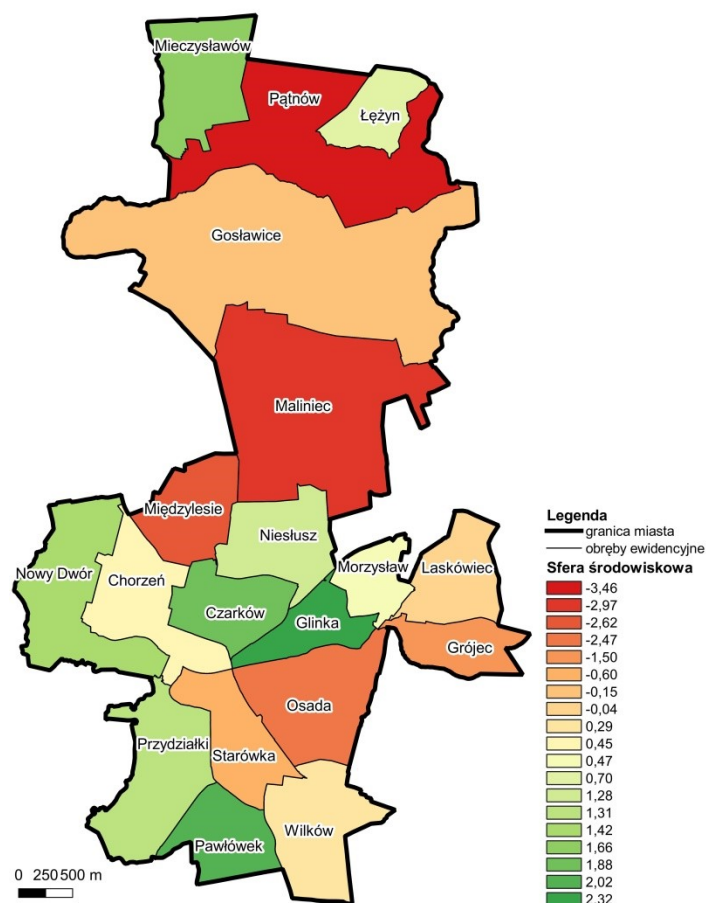 Mieczysławów
Pątnów
Łężyn
Gosławice
Maliniec
Międzylesie
Niesłusz
Morzysław
Laskówiec
Nowy Dwór
Chorzeń
Czarków
Glinka
Grójec
Osada
Przydziałki
Starówka
Wilków
Pawłówek
0 250 500 m
Legenda
granica miasta
obręby ewidencyjne
Sfera środowiskowa
-3,46
-2,97
-2,62
-2,47
-1,50
-0,60
-0,15
-0,04
0,29
0,45
0,47
0,70
1,28
1,31
1,42
1,66
1,88
2,02
2,32